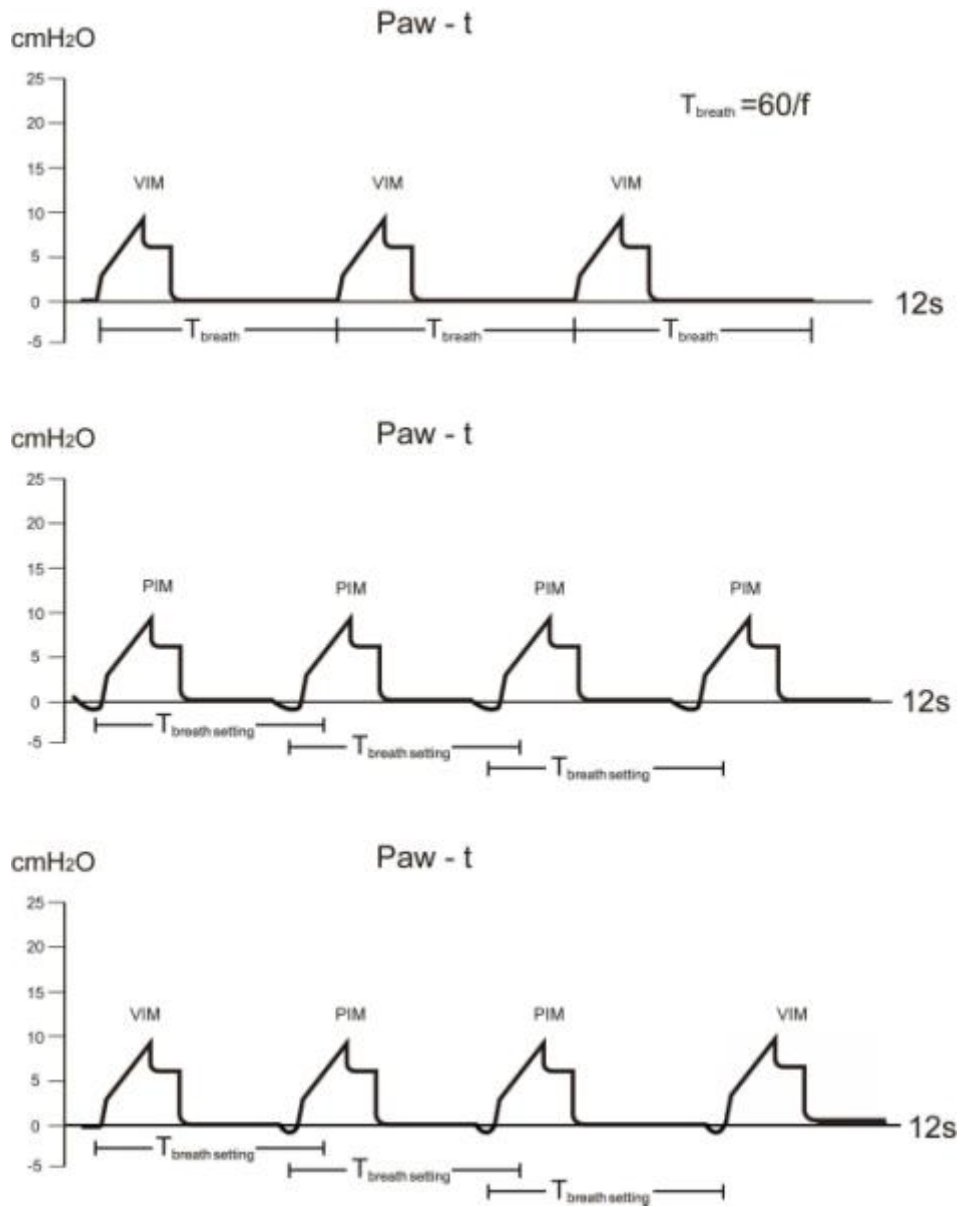 Paw - t
cmH2O
T breath =60/f
25
20
15
10
5
0
-5
VIM VIM VIM
12s
T breath T breath T breath
Paw - t
cmH2O
25
20
15
10
5
0
-5
PIM PIM PIM PIM
12s
T breath setting
T breath setting
T breath setting
Paw - t
cmH2O
25
20
15
10
5
0
-5
VIM PIM PIM VIM
12s
T breath setting
T breath setting
T breath setting